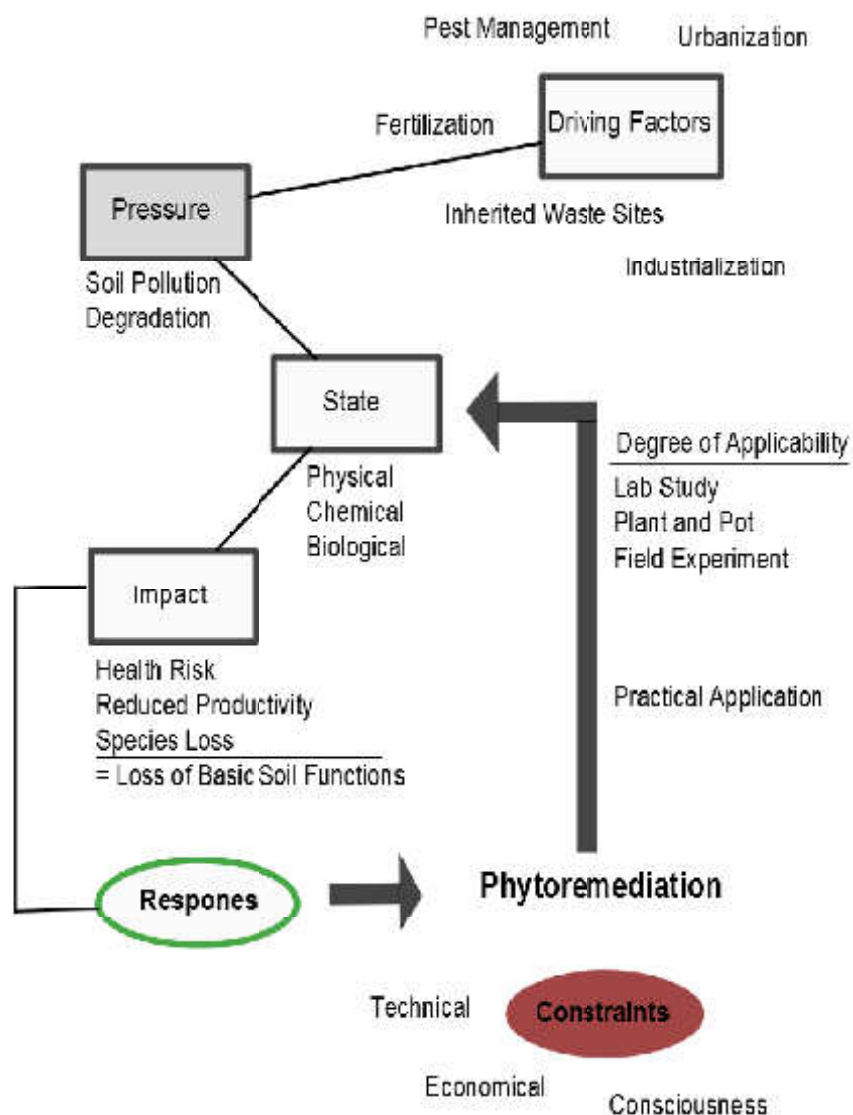 Pest Management
Urbanization
Driving Factors
Fertilization
Pressure
Inherited Waste Sites
Industrialization
Soil Pollution
Degradation
State
Physical
Chemical
Biological
Degree of Applicability
Lab Study
Plant and Pot
Field Experiment
Practical Application
Impact
Health Risk
Reduced Productivity
Species Loss
= Loss of Basic Soil Functions
Respones
Phytoremediation
Constraints
Technical
Economical
Consciousness